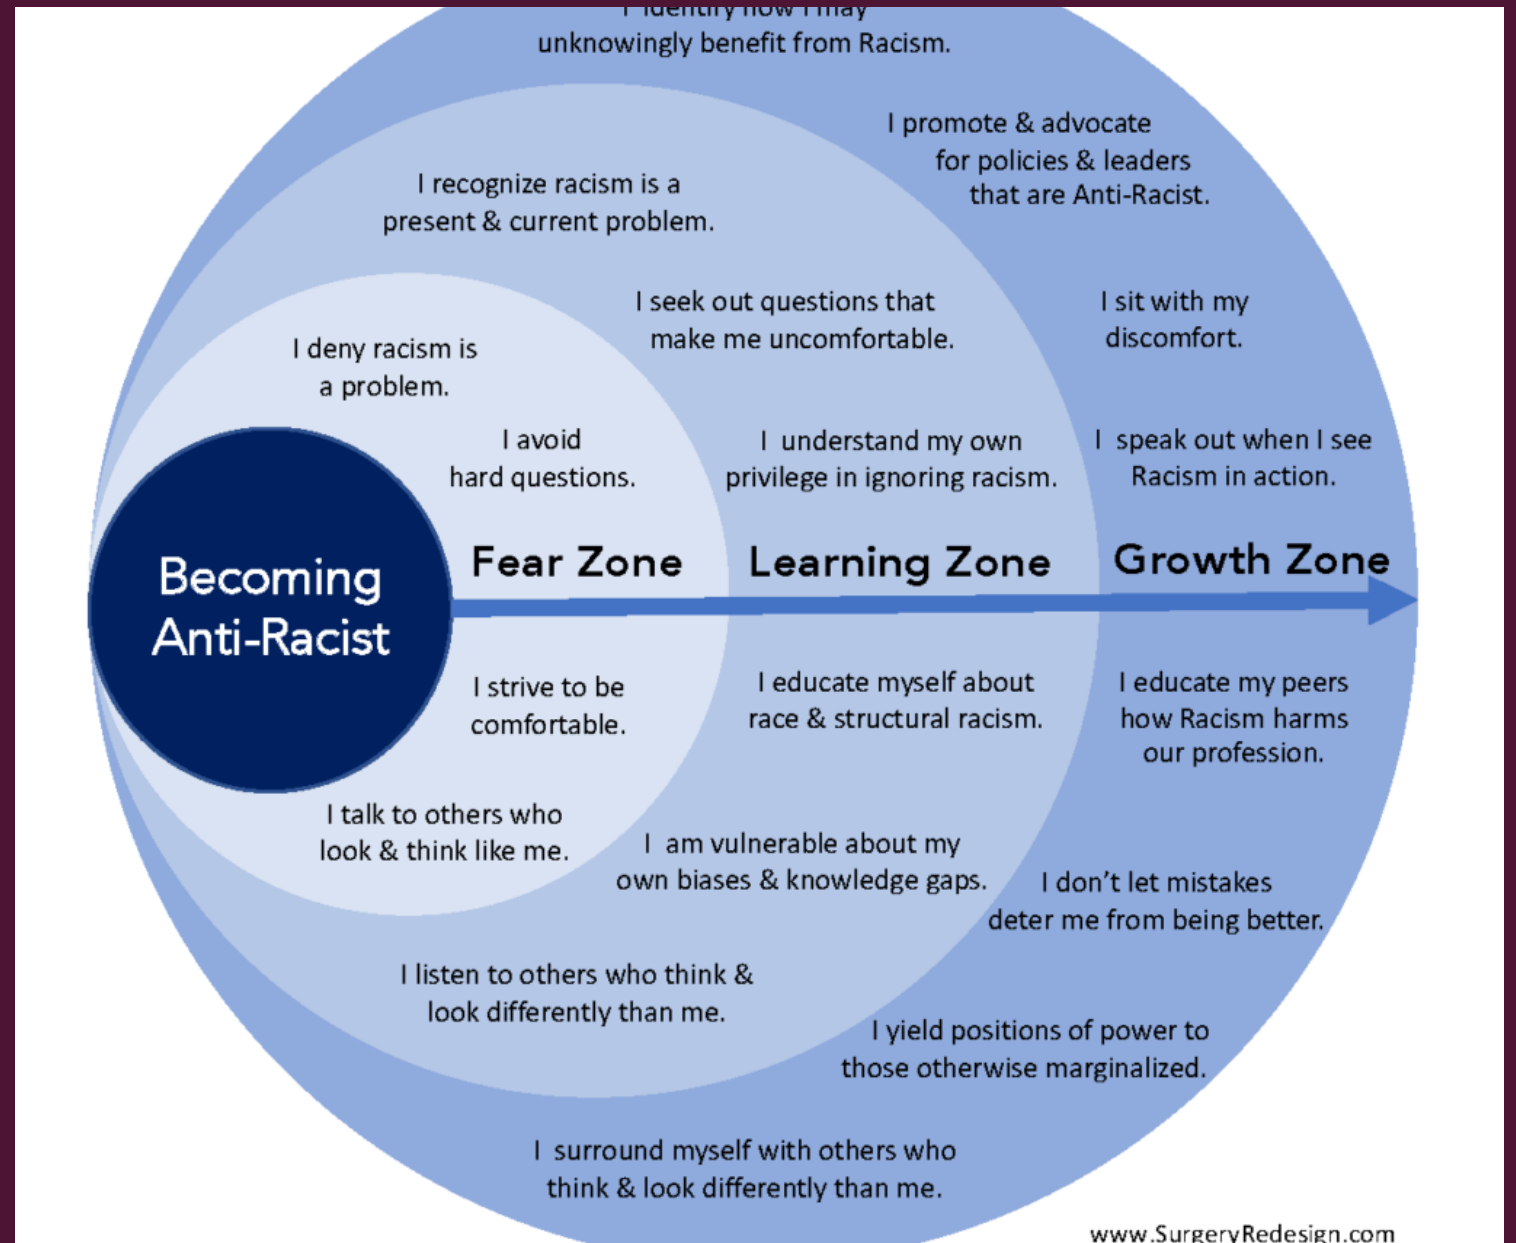 I identify how I may
unknowingly benefit from Racism.
I promote & advocate
for policies & leaders
that are Anti-Racist.
I recognize racism is a
present & current problem.
I seek out questions that
make me uncomfortable.
I sit with my
discomfort.
I deny racism is
a problem.
I avoid
hard questions.
I understand my own
privilege in ignoring racism.
I speak out when I see
Racism in action.
Becoming
Anti-Racist
Fear Zone
Learning Zone
Growth Zone
I strive to be
comfortable.
I educate myself about
race & structural racism.
I educate my peers
how Racism harms
our profession.
I talk to others who
look & think like me.
I am vulnerable about my
own biases & knowledge gaps.
I don’t let mistakes
deter me from being better.
I listen to others who think &
look differently than me.
I yield positions of power to
those otherwise marginalized.
I surround myself with others who
think & look differently than me.
www.SurgeryRedesign.com